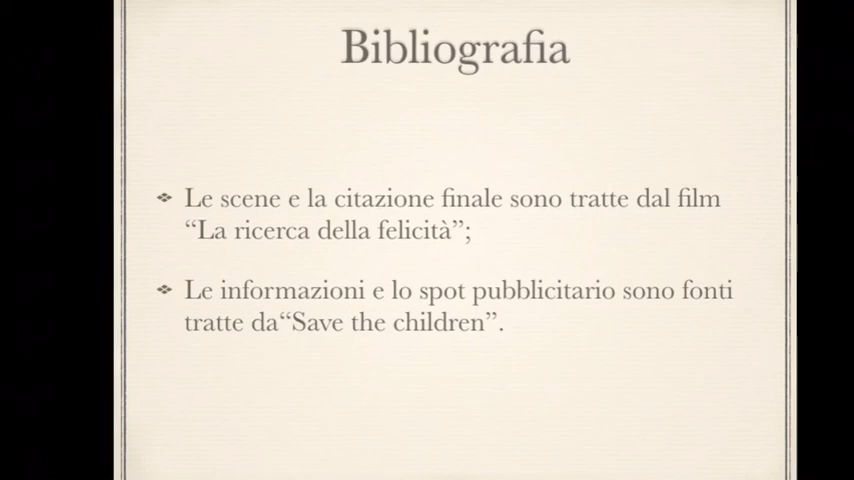 Bibliografia
Le scene e la citazione finale sono tratte dal film
“La ricerca della felicità”;
Le informazioni e lo spot pubblicitario sono fonti
tratte da“Save the children”.